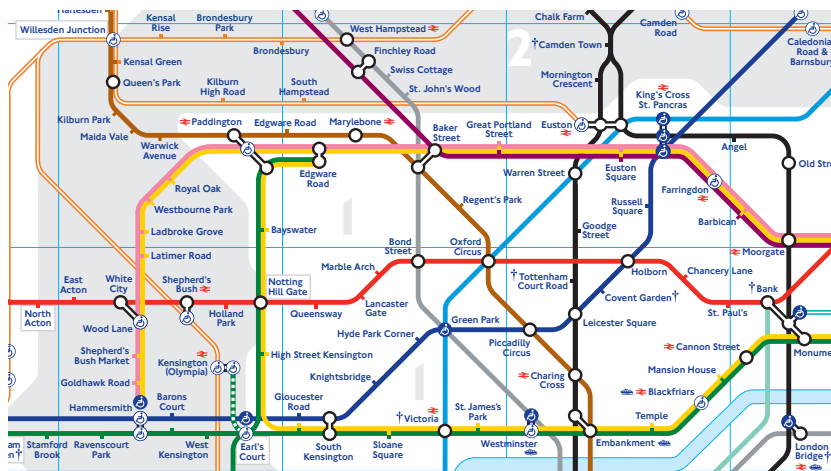 Harlesden
Willesden Junction
Kensal
Rise
Brondesbury
Park
West Hampstead
Chalk Farm
Camden
Road
Caledonian
Road &
Barnsbury
Kensal Green
Brondesbury
Finchley Road
2
†Camden Town
Swiss Cottage
Queen's Park
Kilburn
High Road
South
Hampstead
St. John's Wood
Mornington
Crescent
King's Cross
St. Pancras
Kilburn Park
Maida Vale
Paddington
Edgware Road
Marylebone
Baker
Street
Great Portland
Street
Euston
Angel
Warwick
Avenue
Old Stre
Edgware
Road
Warren Street
Euston
Square
Farringdon
Royal Oak
Westbourne Park
Regent's Park
Russell
Square
Barbican
1
Ladbroke Grove
Bayswater
Goodge
Street
Bond
Street
Oxford
Circus
Moorgate
Latimer Road
Marble Arch
Holborn
Chancery Lane
East
Acton
White
City
Shepherd's
Bush
Notting
Hill Gate
†Tottenham
Court Road
†Bank
North
Acton
Holland
Park
Queensway
Lancaster
Gate
Covent Garden†
St. Paul's
Wood Lane
Hyde Park Corner
Green Park
Leicester Square
Piccadilly
Circus
Cannon Street
Monume
Shepherd's
Bush Market
Kensington
(Olympia)
High Street Kensington
Mansion House
Goldhawk Road
Knightsbridge
1
Charing
Cross
Blackfriars
Hammersmith
Barons
Court
Gloucester
Road
†Victoria
St. James's
Park
Temple
am
en†
Stamford
Brook
Ravenscourt
Park
West
Kensington
Earl's
Court
South
Kensington
Sloane
Square
Westminster
Embankment
London
Bridge†